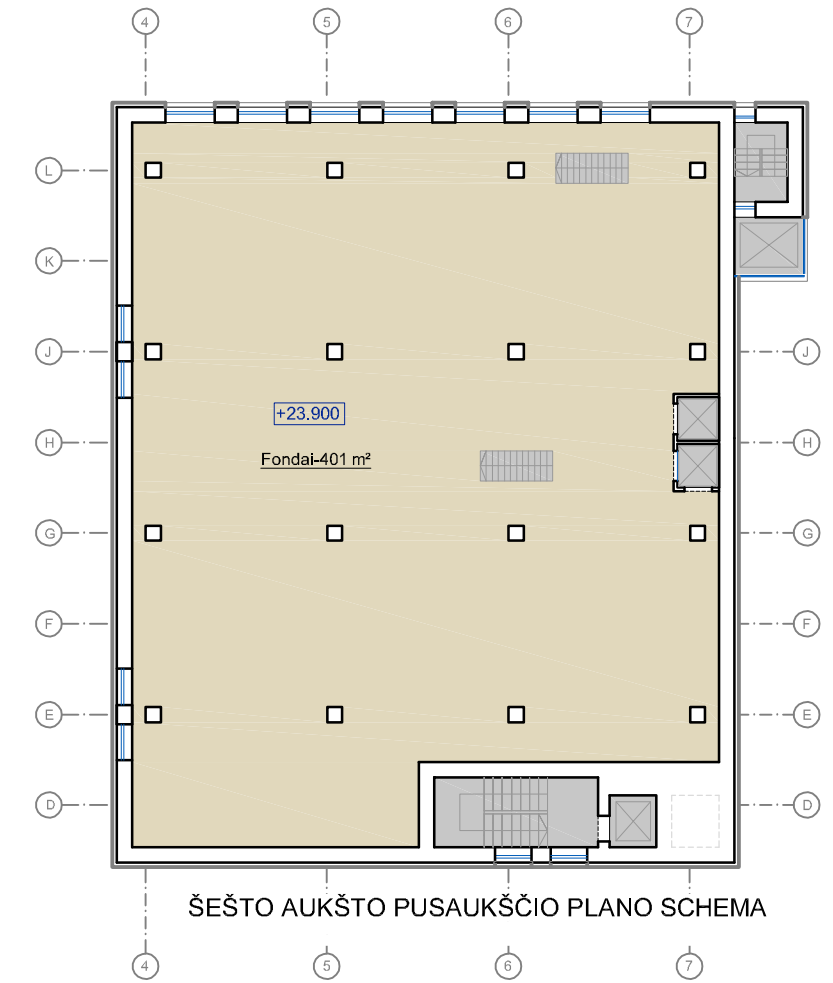 4 5 6 7
L
K
J J
+23.900
H H
Fondai-401 m²
G G
F F
E E
D D
ŠEŠTO AUKŠTO PUSAUKŠČIO PLANO SCHEMA
4 5 6 7